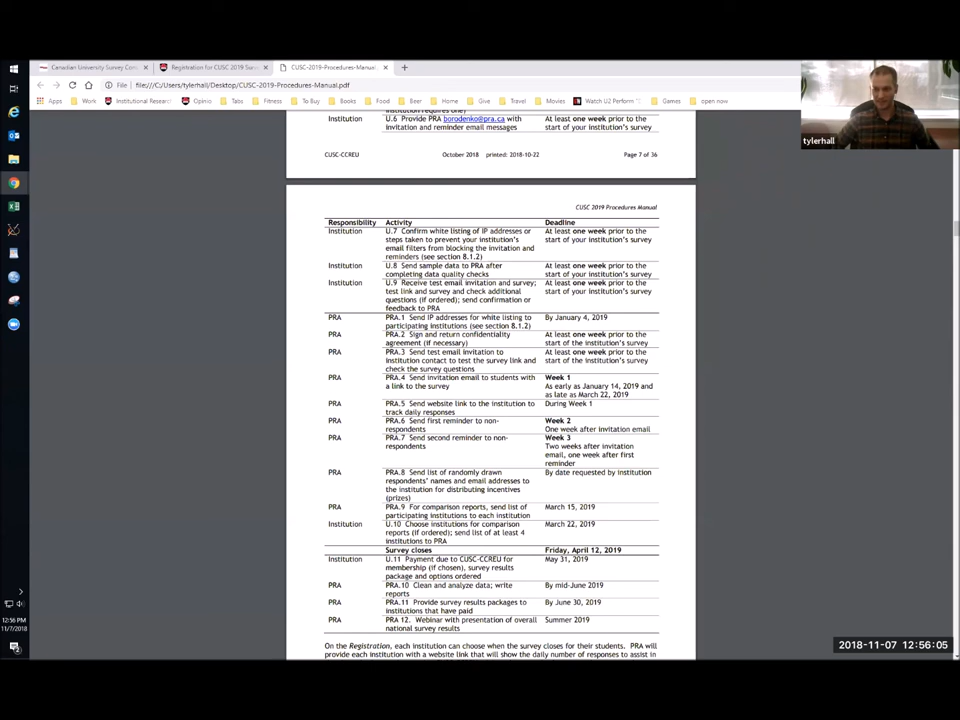 Canadian University Survey Con
Registration for CUSC 2019 Surv
CUSC-2019-Procedures-Manual.
File
file:///C:/Users/tylerhall/Desktop/CUSC-2019-Procedures-Manual.pdf
Apps Work Institutional Research Opinio Tabs Fitness To Buy Books Food Beer Home Give Travel Movies Watch U2 Perform " Games open now
tylerhall
Institution U.6 Provide PRA borodenko@pra.ca with At least one week prior to the
invitation and reminder email messages start of your institution's survey
CUSC-CCREU October 2018 printed: 2018-10-22 Page 7 of 36
CUSC 2019 Procedures Manual
Responsibility Activity Deadline
Institution U.7 Confirm white listing of IP addresses or At least one week prior to the
steps taken to prevent your institution's start of your institution's survey
email filters from blocking the invitation and
reminders (see section 8.1.2)
Institution U.8 Send sample data to PRA after At least one week prior to the
completing data quality checks start of your institution's survey
Institution U.9 Receive test email invitation and survey; At least one week prior to the
test link and survey and check additional start of your institution's survey
questions (if ordered); send confirmation or
feedback to PRA
PRA PRA.1 Send IP addresses for white listing to By January 4, 2019
participating institutions (see section 8.1.2)
PRA PRA.2 Sign and return confidentiality At least one week prior to the
agreement (if necessary) start of the institution's survey
PRA PRA.3 Send test email invitation to At least one week prior to the
institution contact to test the survey link and start of your institution's survey
check the survey questions
PRA PRA.4 Send invitation email to students with Week 1
a link to the survey As early as January 14, 2019 and
as late as March 22, 2019
PRA PRA.5 Send website link to the institution to During Week 1
track daily responses
PRA PRA.6 Send first reminder to non- Week 2
respondents One week after invitation email
PRA PRA.7 Send second reminder to non- Week 3
respondents Two weeks after invitation
email, one week after first
reminder
PRA PRA.8 Send list of randomly drawn By date requested by institution
respondents' names and email addresses to
the institution for distributing incentives
(prizes)
PRA PRA.9 For comparison reports, send list of March 15, 2019
participating institutions to each institution
Institution U.10 Choose institutions for comparison March 22, 2019
reports (if ordered); send list of at least 4
institutions to PRA
Survey closes Friday, April 12, 2019
Institution U.11 Payment due to CUSC-CCREU for May 31, 2019
membership (if chosen), survey results
package and options ordered
PRA PRA.10 Clean and analyze data; write By mid-June 2019
reports
PRA PRA.11 Provide survey results packages to By June 30, 2019
institutions that have paid
PRA PRA 12. Webinar with presentation of overall Summer 2019
national survey results
On the Registration, each institution can choose when the survey closes for their students. PRA will
provide each institution with a website link that will show the daily number of responses to assist in
12:56 PM
11/7/2018
2018-11-07 12:56:05